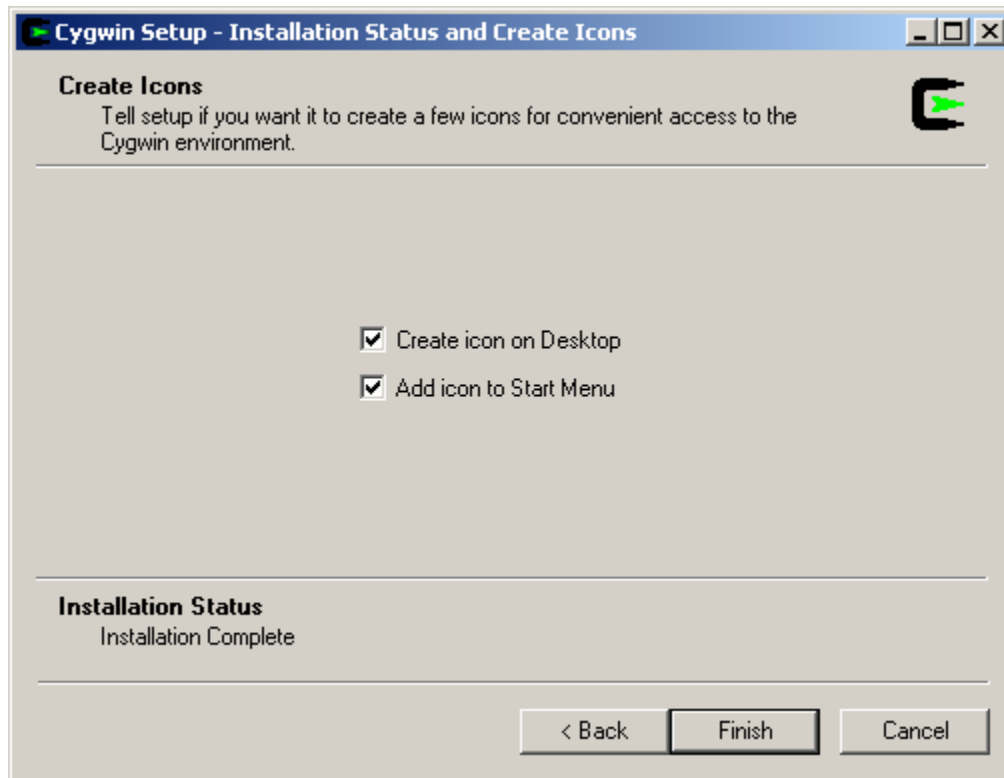 Cygwin Setup - Installation Status and Create Icons
Create Icons
Tell setup if you want it to create a few icons for convenient access to the
Cygwin environment.
Create icon on Desktop
Add icon to Start Menu
Installation Status
Installation Complete
< Back
Finish
Cancel